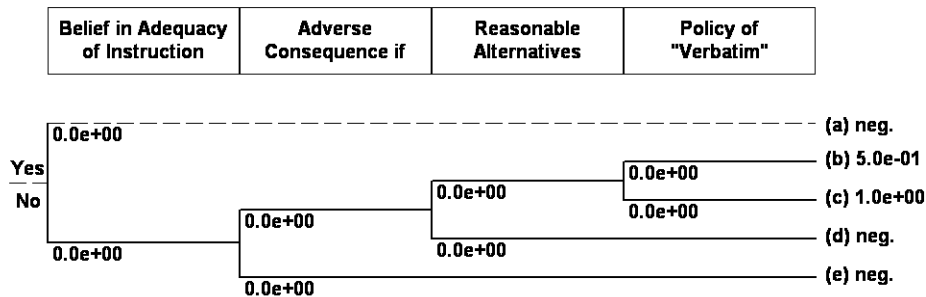 Belief in Adequacy of Instruction
Adverse Consequence if
Reasonable Alternatives
Policy of "Verbatim"
0.0e+00
(a) neg.
Yes
No
0.0e+00
(b) 5.0e-01
0.0e+00
0.0e+00
(c) 1.0e+00
0.0e+00
0.0e+00
0.0e+00
(d) neg.
0.0e+00
(e) neg.